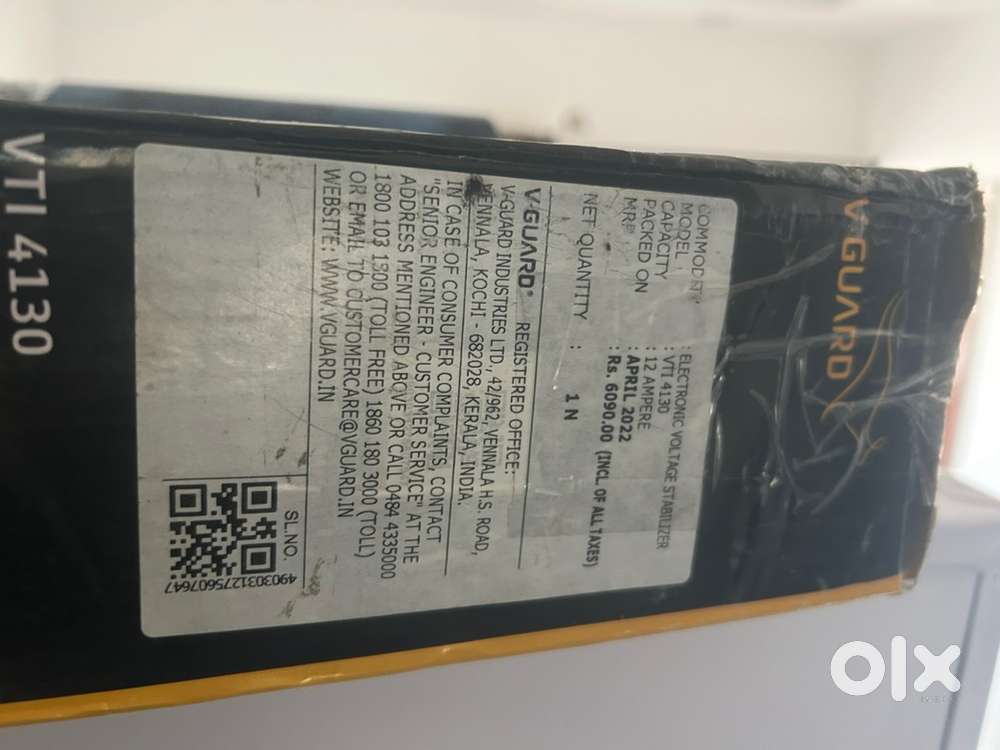 V-GUARD
COMMODITY : ELECTRONIC VOLTAGE STABILIZER
MODEL : VTI 4130
CAPACITY : 12 AMPERE
PACKED ON : APRIL 2022
MRP : Rs. 6090.00 (INCL. OF ALL TAXES)
NET QUANTITY : 1 N
V-GUARD® REGISTERED OFFICE:
V-GUARD INDUSTRIES LTD., 42/962, VENNALA H.S. ROAD,
VENNALA, KOCHI - 682028, KERALA, INDIA.
IN CASE OF CONSUMER COMPLAINTS, CONTACT
"SENIOR ENGINEER - CUSTOMER SERVICE" AT THE
ADDRESS MENTIONED ABOVE OR CALL 0484 4335000
1800 103 1300 (TOLL FREE) 1860 180 3000 (TOLL)
OR EMAIL TO CUSTOMERCARE@VGUARD.IN
WEBSITE: WWW.VGUARD.IN
SL.NO.
4903031275607647
VTI 4130
olx